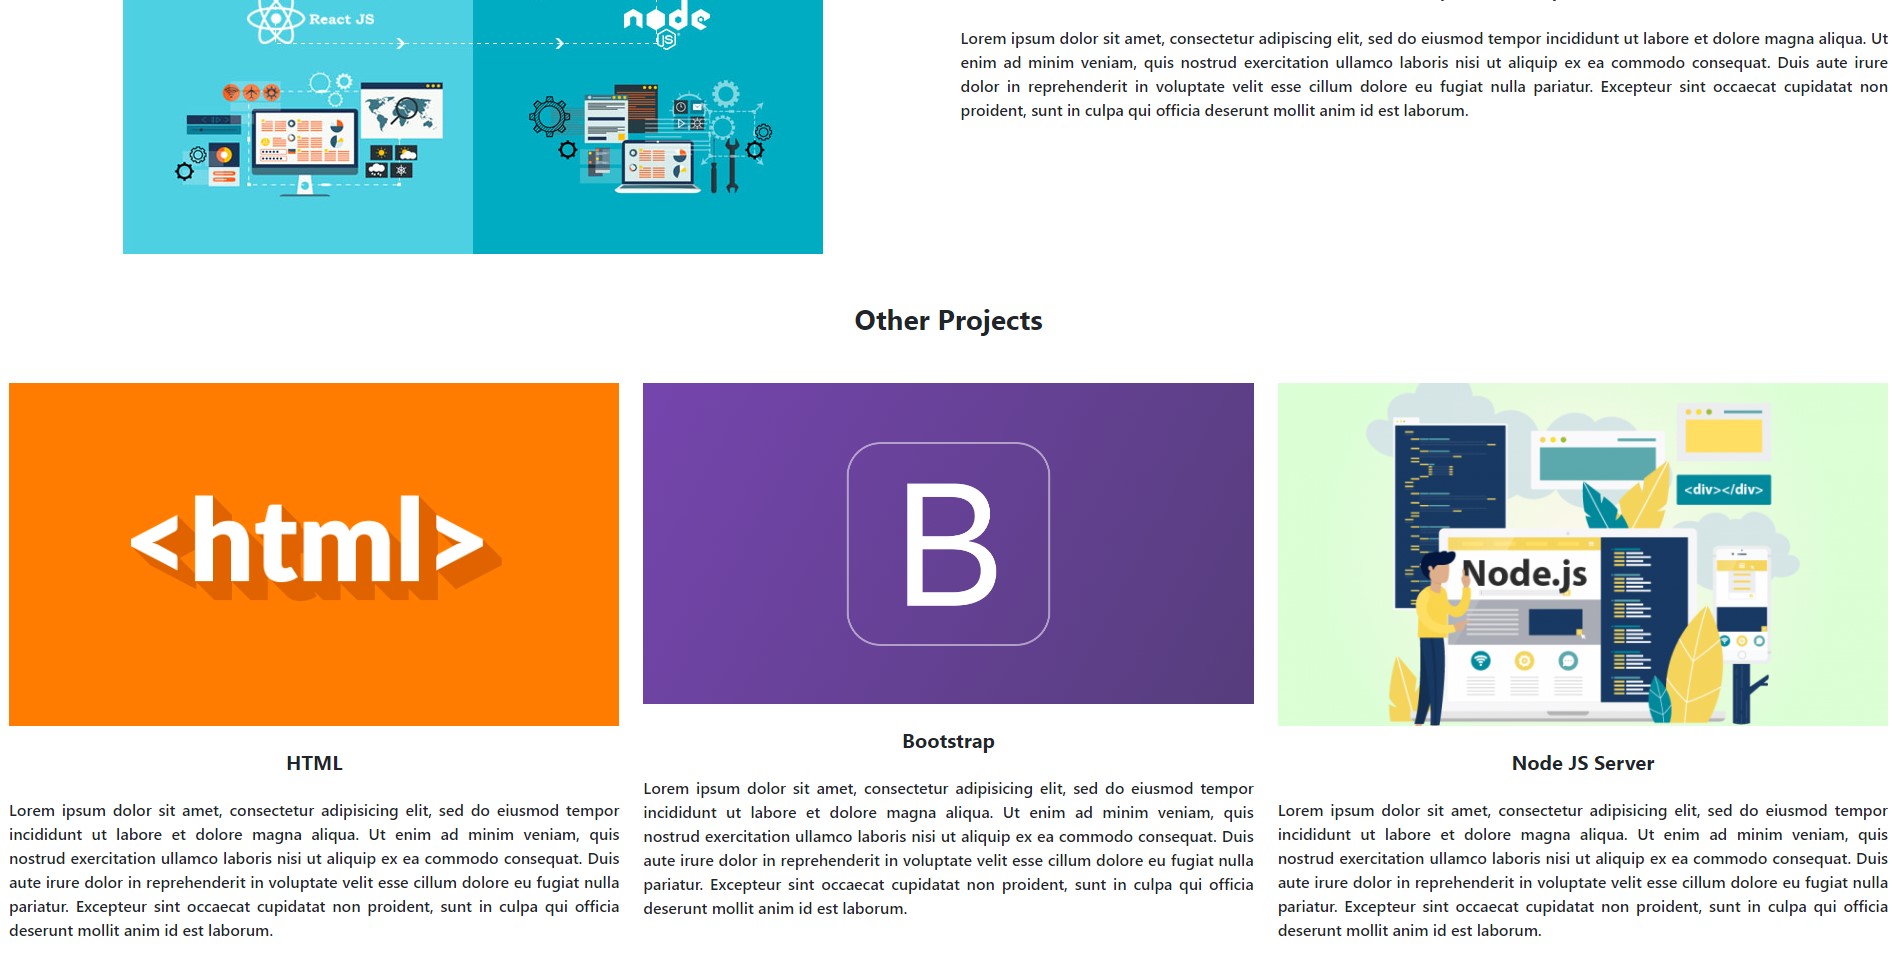 React JS
node
JS
Lorem ipsum dolor sit amet, consectetur adipiscing elit, sed do eiusmod tempor incididunt ut labore et dolore magna aliqua. Ut
enim ad minim veniam, quis nostrud exercitation ullamco laboris nisi ut aliquip ex ea commodo consequat. Duis aute irure
dolor in reprehenderit in voluptate velit esse cillum dolore eu fugiat nulla pariatur. Excepteur sint occaecat cupidatat non
proident, sunt in culpa qui officia deserunt mollit anim id est laborum.
Other Projects
<html>
B
<div></div>
Node.js
HTML
Lorem ipsum dolor sit amet, consectetur adipisicing elit, sed do eiusmod tempor
incididunt ut labore et dolore magna aliqua. Ut enim ad minim veniam, quis
nostrud exercitation ullamco laboris nisi ut aliquip ex ea commodo consequat. Duis
aute irure dolor in reprehenderit in voluptate velit esse cillum dolore eu fugiat nulla
pariatur. Excepteur sint occaecat cupidatat non proident, sunt in culpa qui officia
deserunt mollit anim id est laborum.
Bootstrap
Lorem ipsum dolor sit amet, consectetur adipisicing elit, sed do eiusmod tempor
incididunt ut labore et dolore magna aliqua. Ut enim ad minim veniam, quis
nostrud exercitation ullamco laboris nisi ut aliquip ex ea commodo consequat. Duis
aute irure dolor in reprehenderit in voluptate velit esse cillum dolore eu fugiat nulla
pariatur. Excepteur sint occaecat cupidatat non proident, sunt in culpa qui officia
deserunt mollit anim id est laborum.
Node JS Server
Lorem ipsum dolor sit amet, consectetur adipisicing elit, sed do eiusmod tempor
incididunt ut labore et dolore magna aliqua. Ut enim ad minim veniam, quis
nostrud exercitation ullamco laboris nisi ut aliquip ex ea commodo consequat. Duis
aute irure dolor in reprehenderit in voluptate velit esse cillum dolore eu fugiat nulla
pariatur. Excepteur sint occaecat cupidatat non proident, sunt in culpa qui officia
deserunt mollit anim id est laborum.